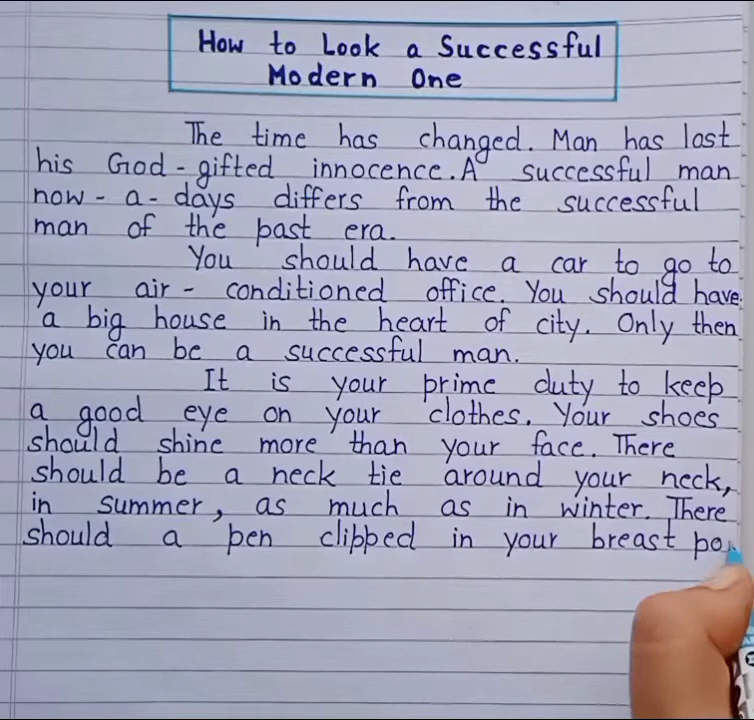 How to Look a Successful
Modern One
The time has changed. Man has lost
his God-gifted innocence. A successful man
now-a-days differs from the successful
man of the past era.
You should have a car to go to
your air-conditioned office. You should have
a big house in the heart of city. Only then
you can be a successful man.
It is your prime duty to keep
a good eye on your clothes. Your shoes
should shine more than your face. There
should be a neck tie around your neck,
in summer, as much as in winter. There
should a pen clipped in your breast po